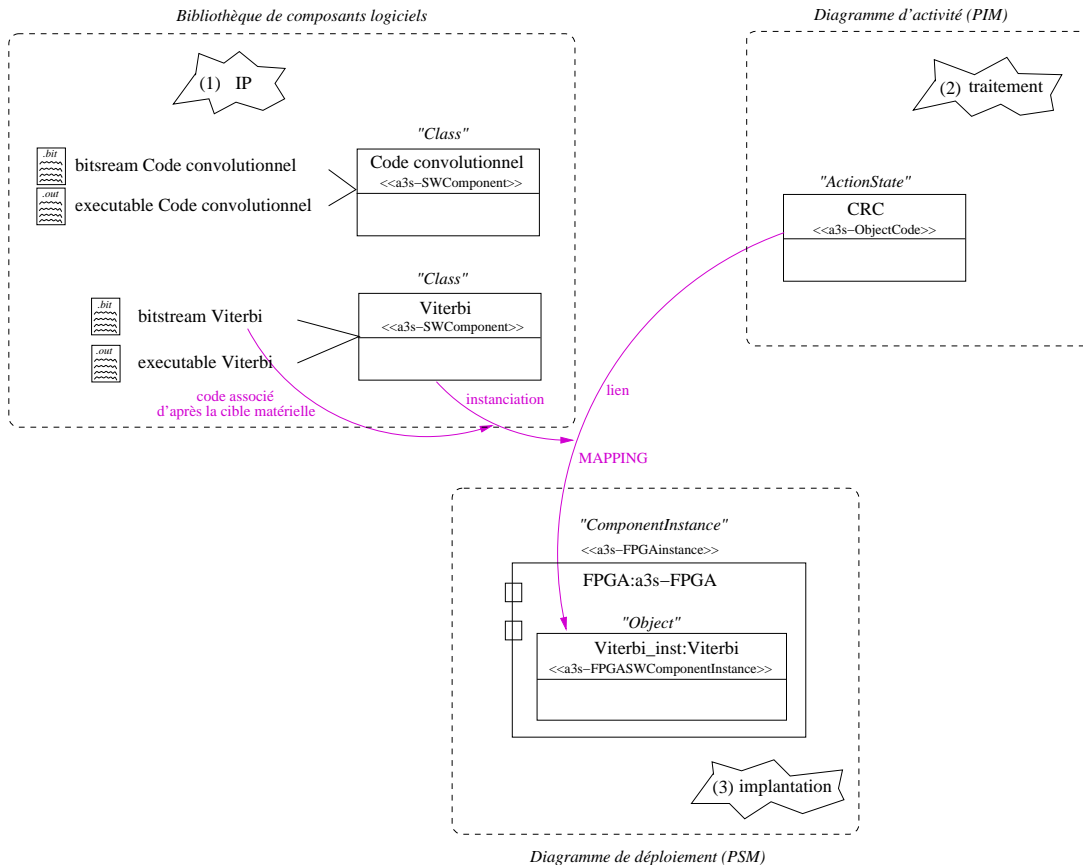 Bibliothèque de composants logiciels
(1) IP
"Class"
.bit
bitsream Code convolutionnel
.out
executable Code convolutionnel
Code convolutionnel
<<a3s-SWComponent>>
"Class"
.bit
bitstream Viterbi
.out
executable Viterbi
Viterbi
<<a3s-SWComponent>>
code associé
d'après la cible matérielle
instanciation
Diagramme d'activité (PIM)
(2) traitement
"ActionState"
CRC
<<a3s-ObjectCode>>
lien
MAPPING
"ComponentInstance"
<<a3s-FPGAinstance>>
FPGA:a3s-FPGA
"Object"
Viterbi_inst:Viterbi
<<a3s-FPGASWComponentInstance>>
(3) implantation
Diagramme de déploiement (PSM)